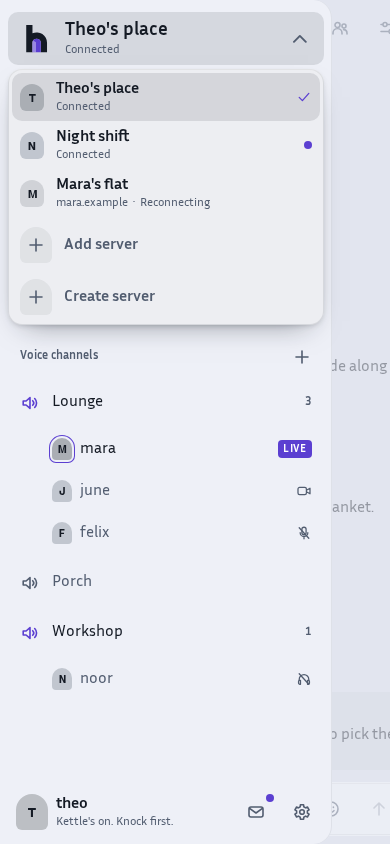 Theo's place
Connected
T
Theo's place
Connected
N
Night shift
Connected
M
Mara's flat
mara.example · Reconnecting
Add server
Create server
Voice channels
de along
Lounge
3
M
mara
LIVE
J
june
anket.
F
felix
Porch
Workshop
1
N
noor
o pick the
T
theo
Kettle's on. Knock first.